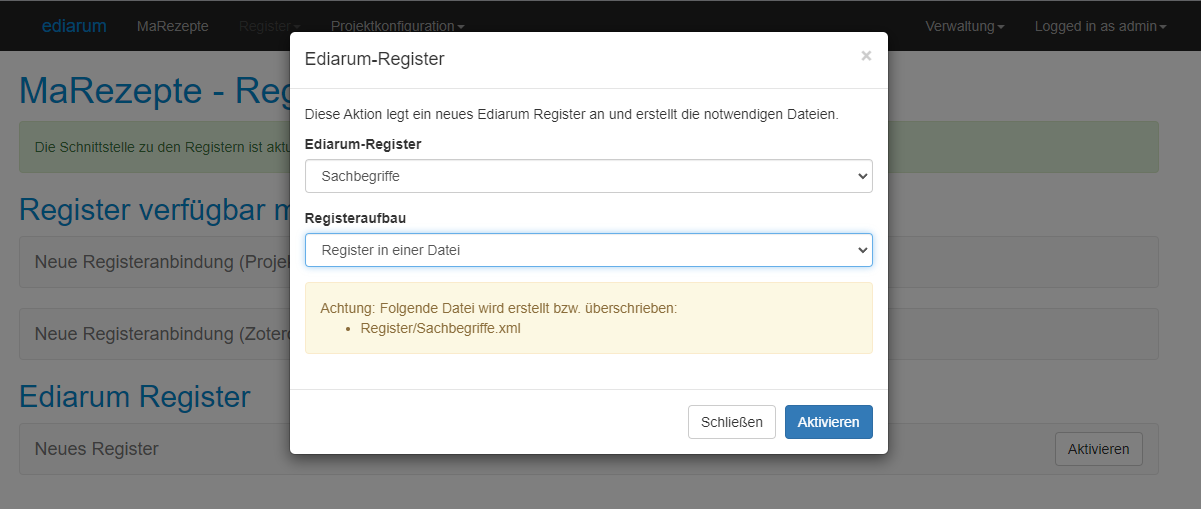 ediarum MaRezepte Register Projektkonfiguration Verwaltung Logged in as admin
Ediarum-Register ×
MaRezepte - Reg
Diese Aktion legt ein neues Ediarum Register an und erstellt die notwendigen Dateien.
Die Schnittstelle zu den Registern ist aktu
Ediarum-Register
Sachbegriffe
Register verfügbar m
Registeraufbau
Register in einer Datei
Neue Registeranbindung (Projek
Achtung: Folgende Datei wird erstellt bzw. überschrieben:
• Register/Sachbegriffe.xml
Neue Registeranbindung (Zotero
Ediarum Register
Schließen Aktivieren
Neues Register Aktivieren